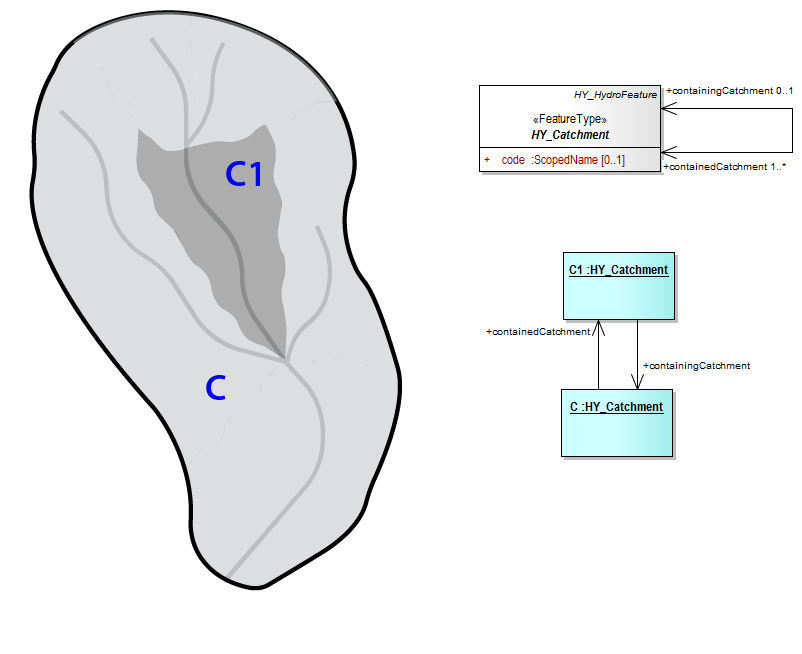 C1
C
HY_HydroFeature
«FeatureType»
HY_Catchment
+ code :ScopedName [0..1]
+containingCatchment 0..1
+containedCatchment 1..*
C1 :HY_Catchment
+containedCatchment
+containingCatchment
C :HY_Catchment